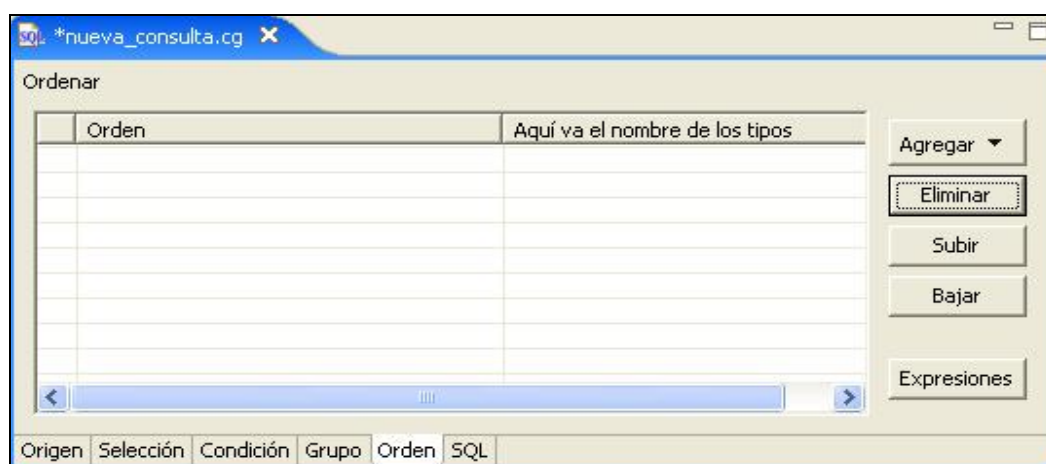 SQL *nueva_consulta.cg
Ordenar
Orden Aquí va el nombre de los tipos
Agregar
Eliminar
Subir
Bajar
Expresiones
Origen Selección Condición Grupo Orden SQL